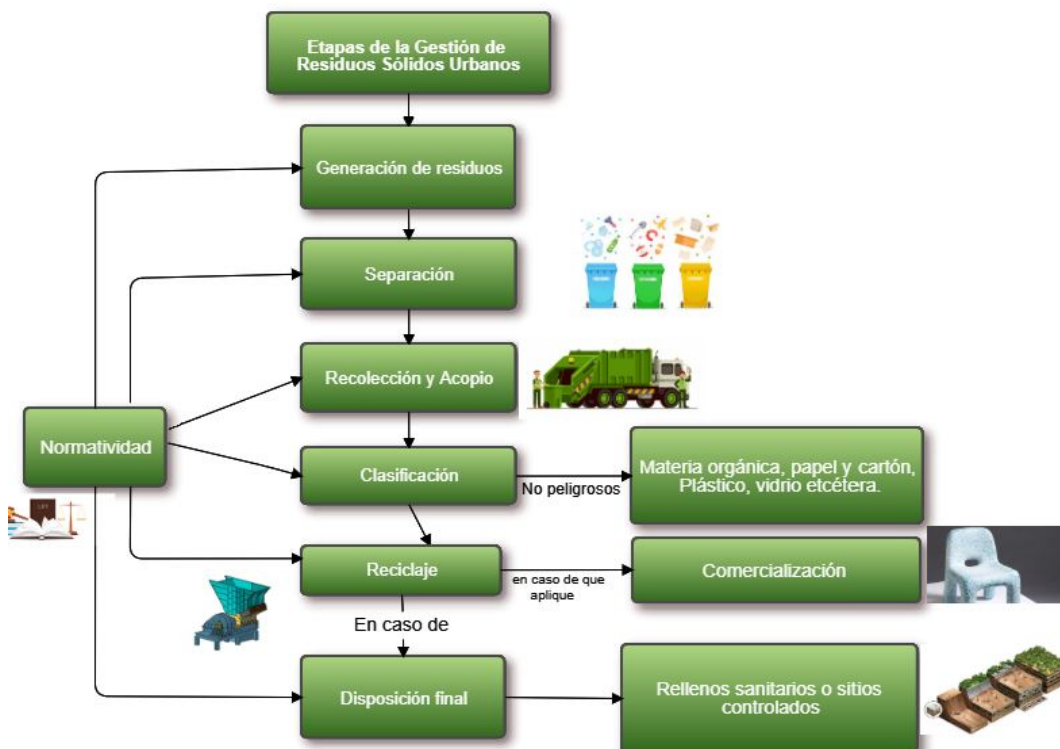 Etapas de la Gestión de
Residuos Sólidos Urbanos
Generación de residuos
Separación
Recolección y Acopio
Normatividad
Clasificación
No peligrosos
Materia orgánica, papel y cartón,
Plástico, vidrio etcétera.
LEY
Reciclaje
en caso de que
aplique
Comercialización
En caso de
Disposición final
Rellenos sanitarios o sitios
controlados